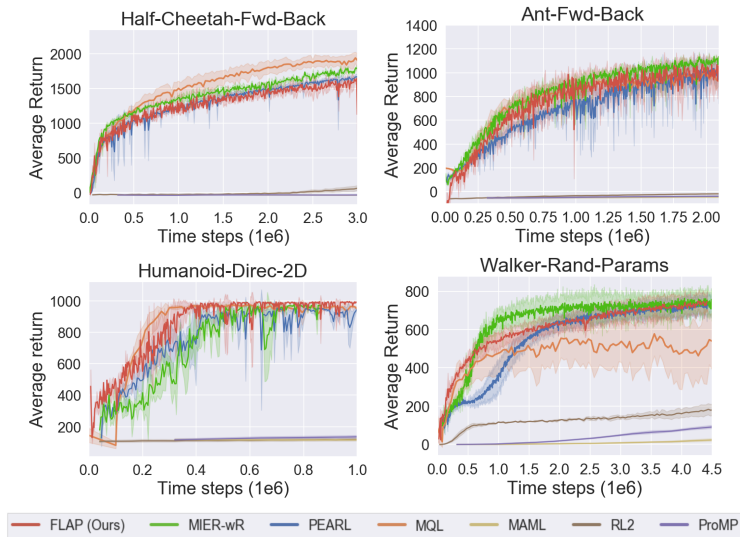 Half-Cheetah-Fwd-Back
Average Return
2000
1500
1000
500
0
0.0 0.5 1.0 1.5 2.0 2.5 3.0
Time steps (1e6)
Ant-Fwd-Back
Average Return
1400
1200
1000
800
600
400
200
0
0.00 0.25 0.50 0.75 1.00 1.25 1.50 1.75 2.00
Time steps (1e6)
Humanoid-Direc-2D
Average return
1000
800
600
400
200
0.0 0.2 0.4 0.6 0.8 1.0
Time steps (1e6)
Walker-Rand-Params
Average Return
800
600
400
200
0
0.0 0.5 1.0 1.5 2.0 2.5 3.0 3.5 4.0 4.5
Time steps (1e6)
FLAP (Ours) MIER-wR PEARL MQL MAML RL2 ProMP